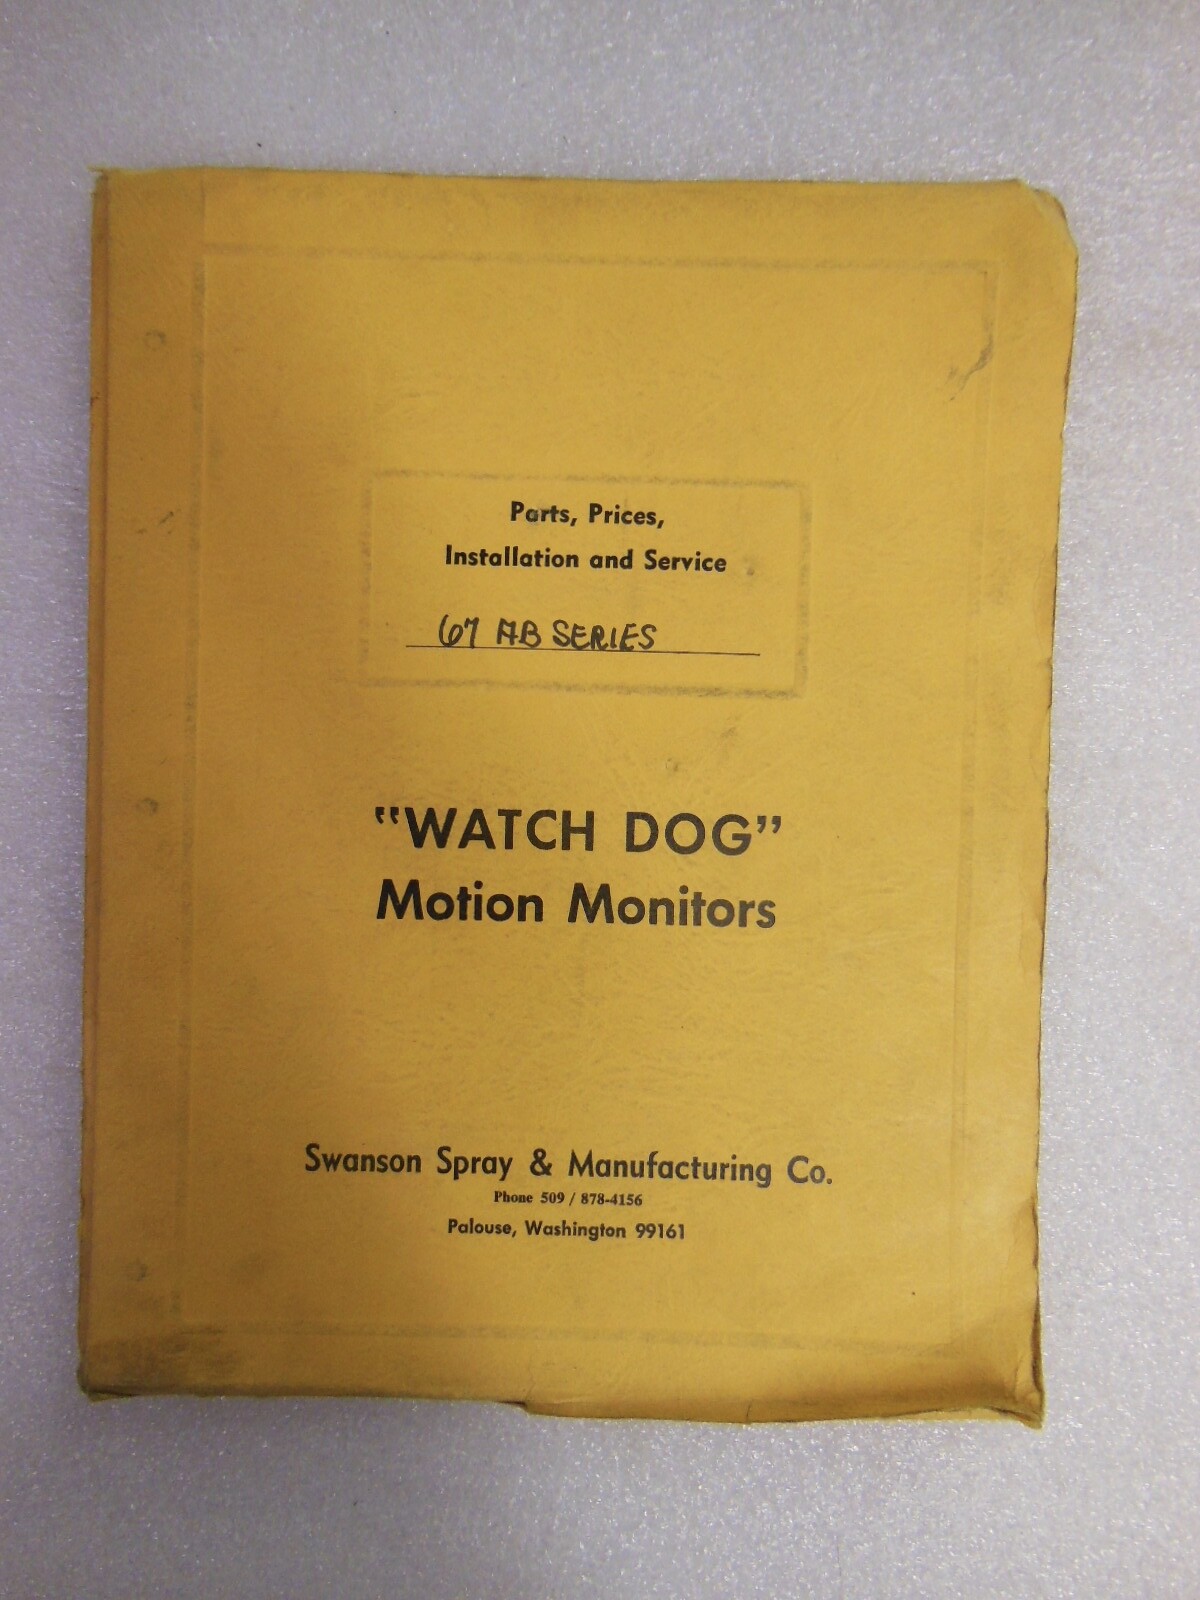 Parts, Prices,
Installation and Service
67 AB SERIES
"WATCH DOG"
Motion Monitors
Swanson Spray & Manufacturing Co.
Phone 509 / 878-4156
Palouse, Washington 99161